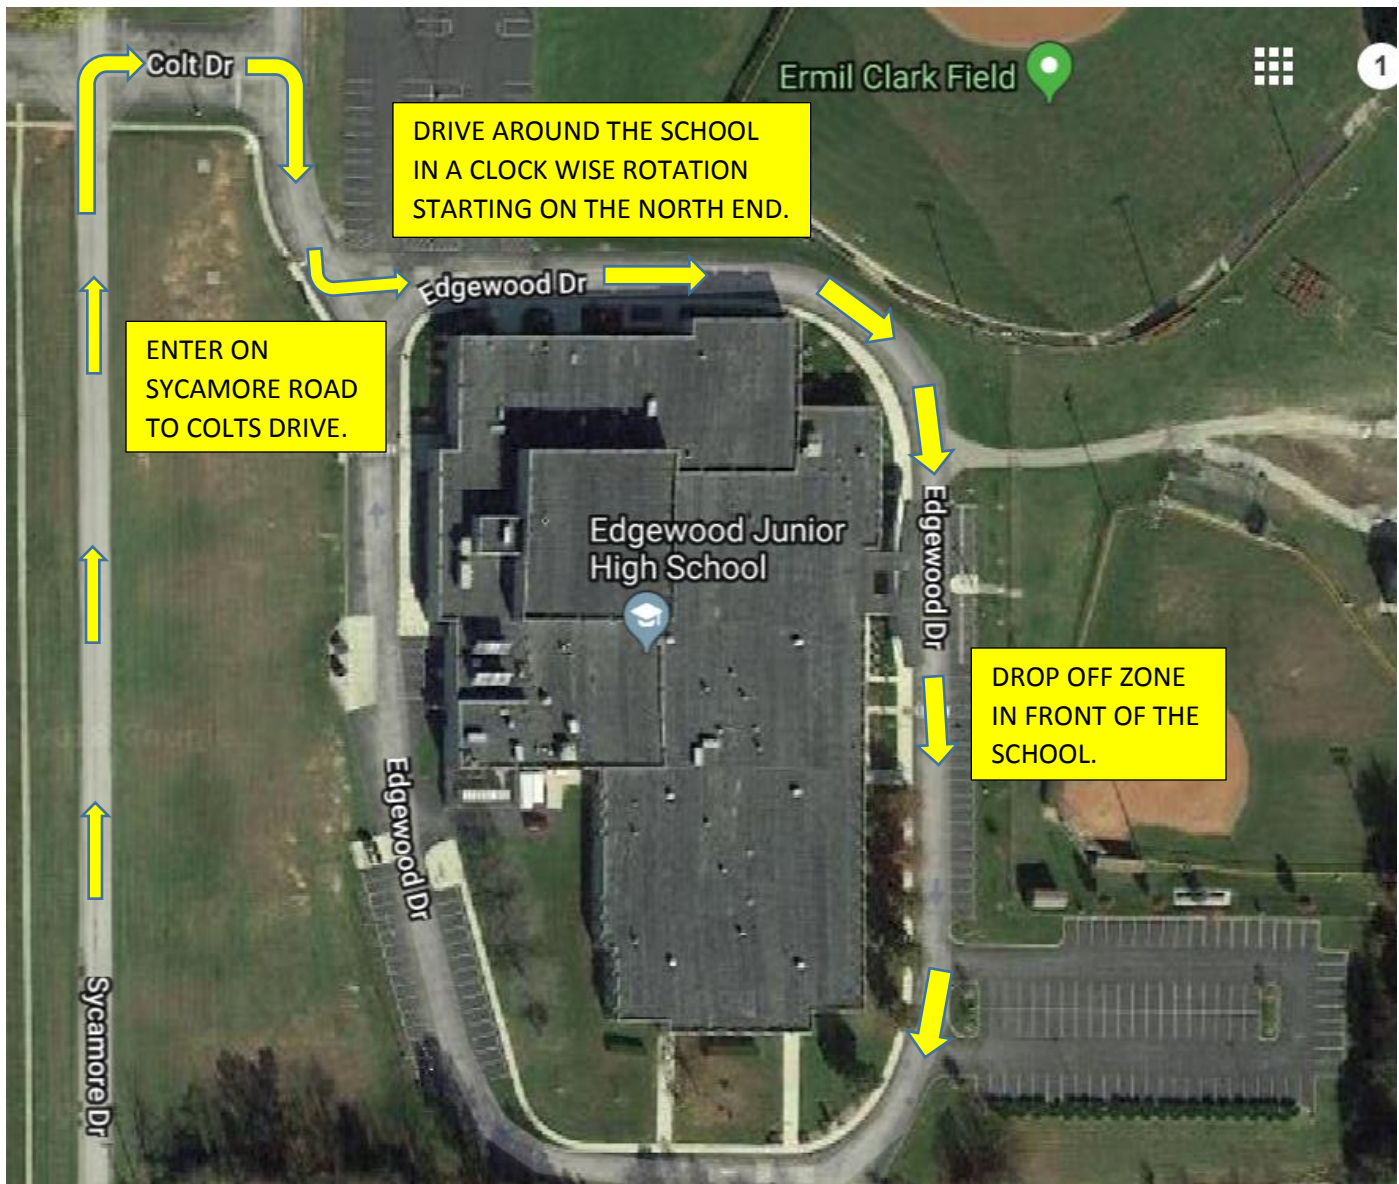 Colt Dr
Ermil Clark Field
1
DRIVE AROUND THE SCHOOL
IN A CLOCK WISE ROTATION
STARTING ON THE NORTH END.
Edgewood Dr
ENTER ON
SYCAMORE ROAD
TO COLTS DRIVE.
Edgewood Junior
High School
Edgewood Dr
DROP OFF ZONE
IN FRONT OF THE
SCHOOL.
Edgewood Dr
Sycamore Dr